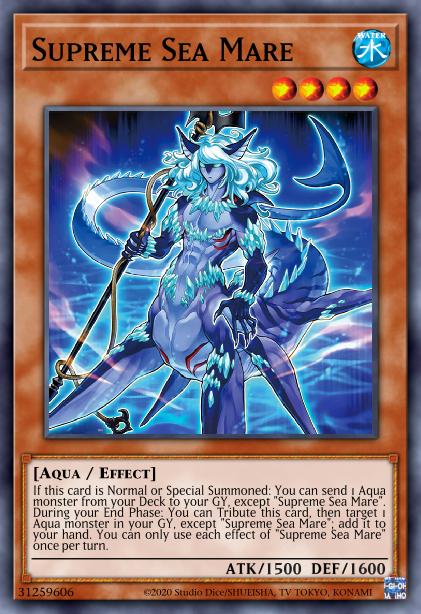 Supreme Sea Mare
WATER
水
[Aqua / Effect]
If this card is Normal or Special Summoned: You can send 1 Aqua
monster from your Deck to your GY, except "Supreme Sea Mare".
During your End Phase: You can Tribute this card, then target 1
Aqua monster in your GY, except "Supreme Sea Mare"; add it to
your hand. You can only use each effect of "Supreme Sea Mare"
once per turn.
ATK/1500 DEF/1600
31259606 ©2020 Studio Dice/SHUEISHA, TV TOKYO, KONAMI